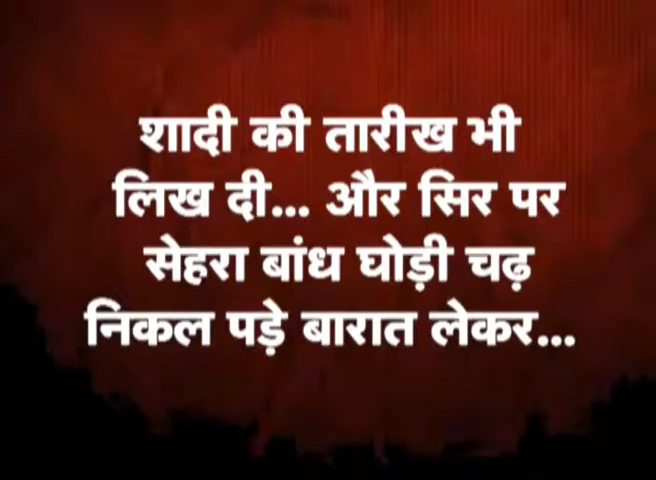 शादी की तारीख भी
लिख दी... और सिर पर
सेहरा बांध घोड़ी चढ़
निकल पड़े बारात लेकर...